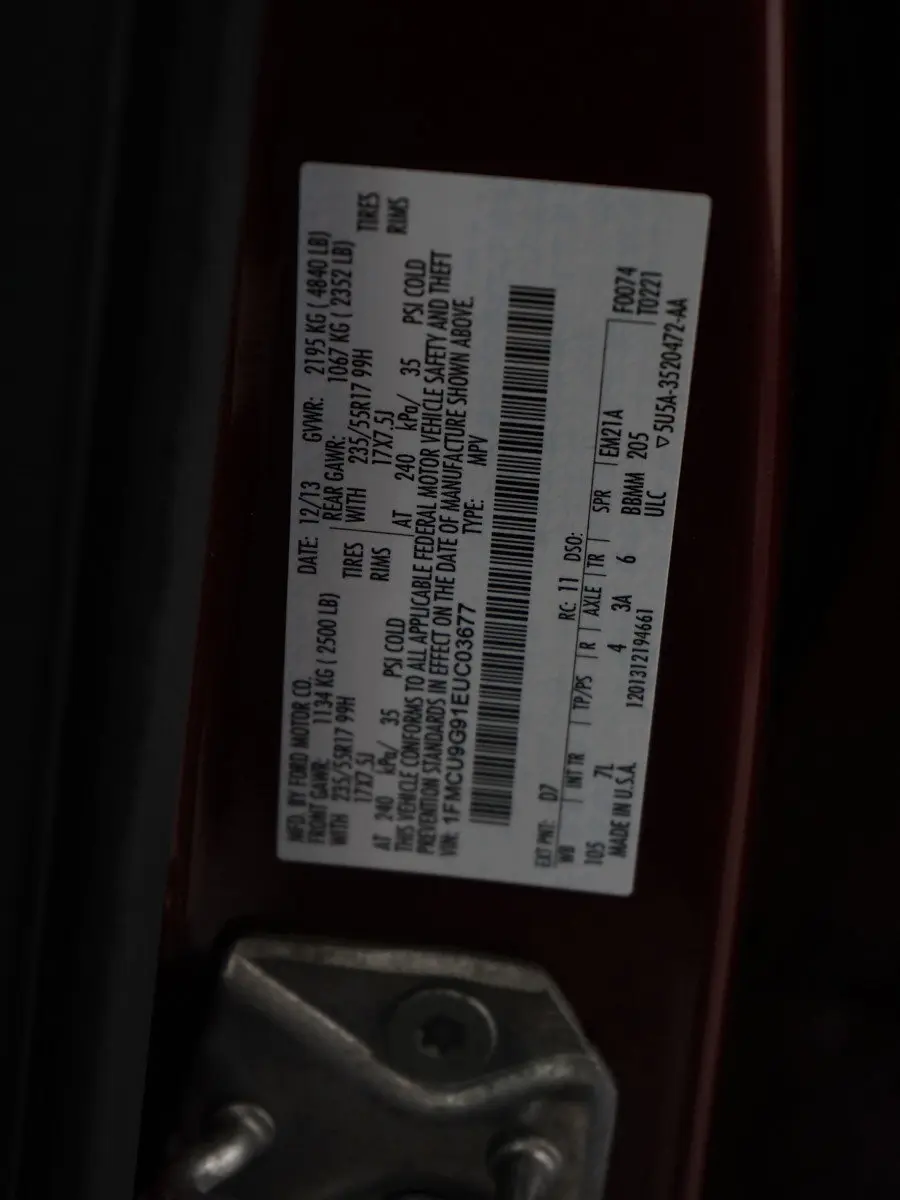 MFD. BY FORD MOTOR CO. DATE: 12/13 GVWR: 2195 KG ( 4840 LB)
FRONT GAWR: 1134 KG ( 2500 LB) REAR GAWR: 1067 KG ( 2352 LB)
WITH 235/55R17 99H TIRES WITH 235/55R17 99H TIRES
17X7.5J RIMS 17X7.5J RIMS
AT 240 kPa/ 35 PSI COLD AT 240 kPa/ 35 PSI COLD
THIS VEHICLE CONFORMS TO ALL APPLICABLE FEDERAL MOTOR VEHICLE SAFETY AND THEFT
PREVENTION STANDARDS IN EFFECT ON THE DATE OF MANUFACTURE SHOWN ABOVE.
VIN: 1FMCU9G91EUC03677 TYPE: MPV
EXT PNT: D7 RC: 11 DSO: F0074
WB INT TR TP/PS R AXLE TR SPR EM21A T0221
105 7L 4 3A 6 BBMM 205
MADE IN U.S.A. 1201312194661 ULC ▽5U5A-3520472-AA